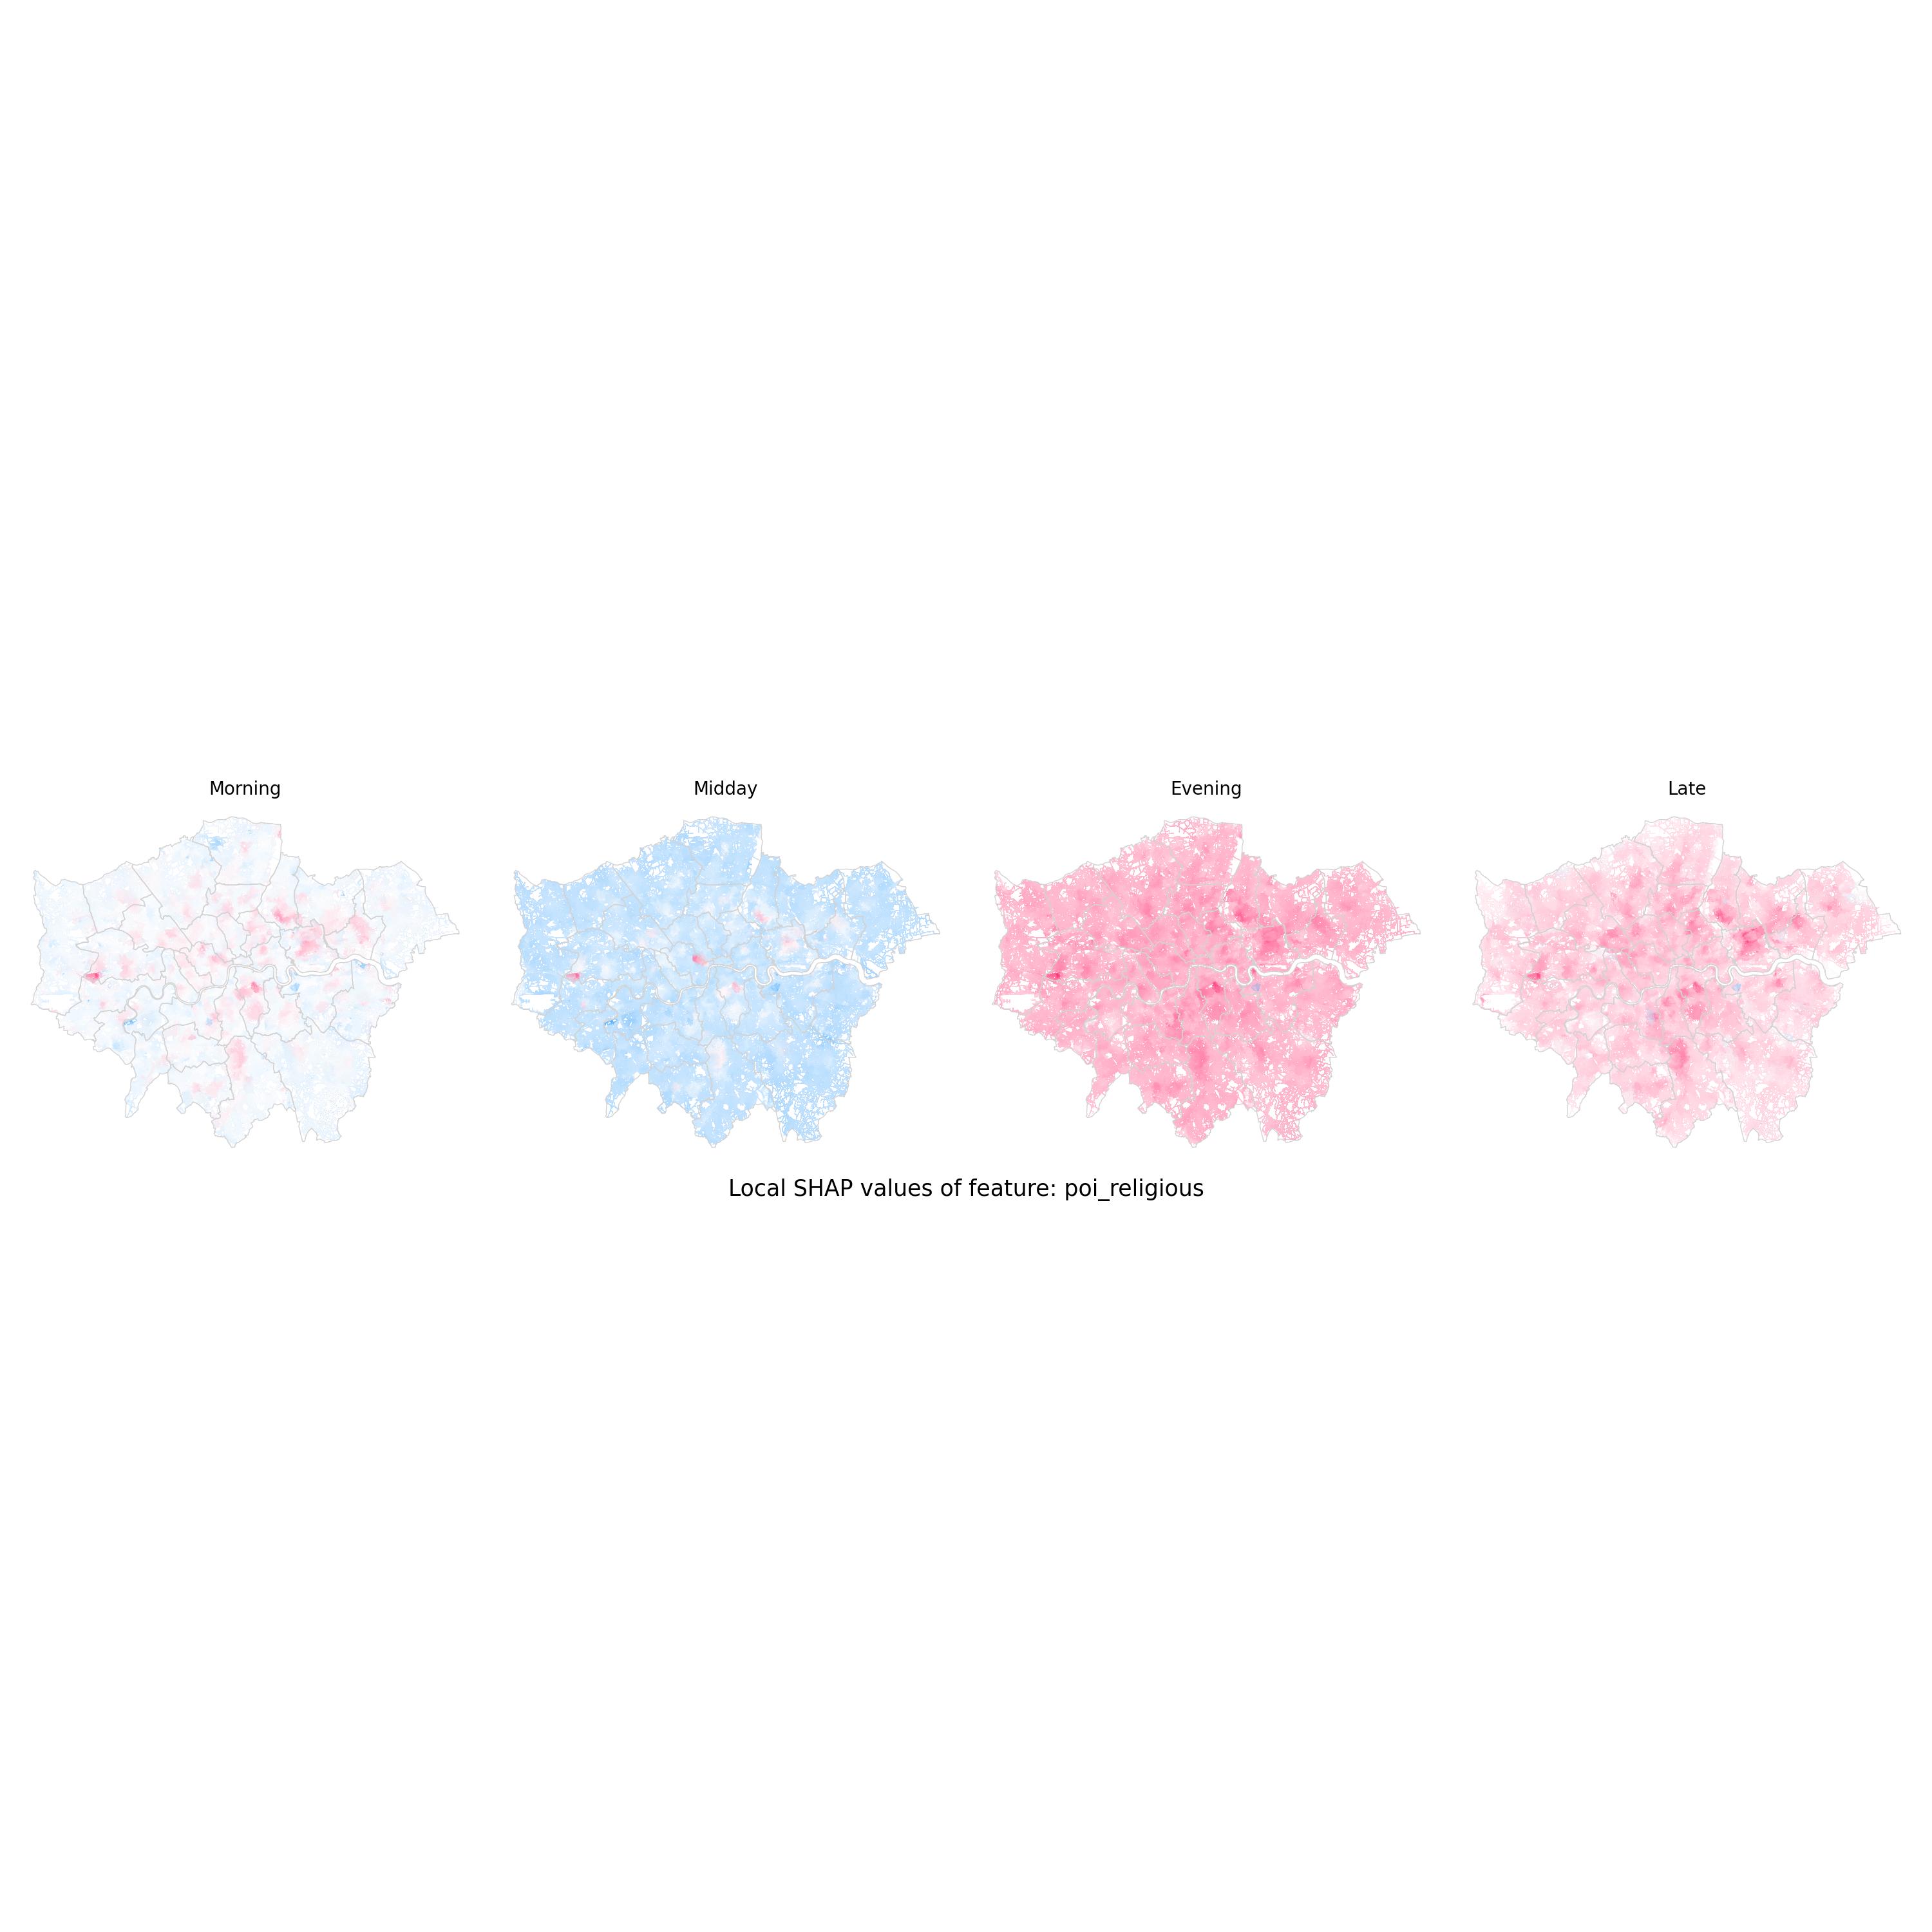 Morning
Midday
Evening
Late
Local SHAP values of feature: poi_religious